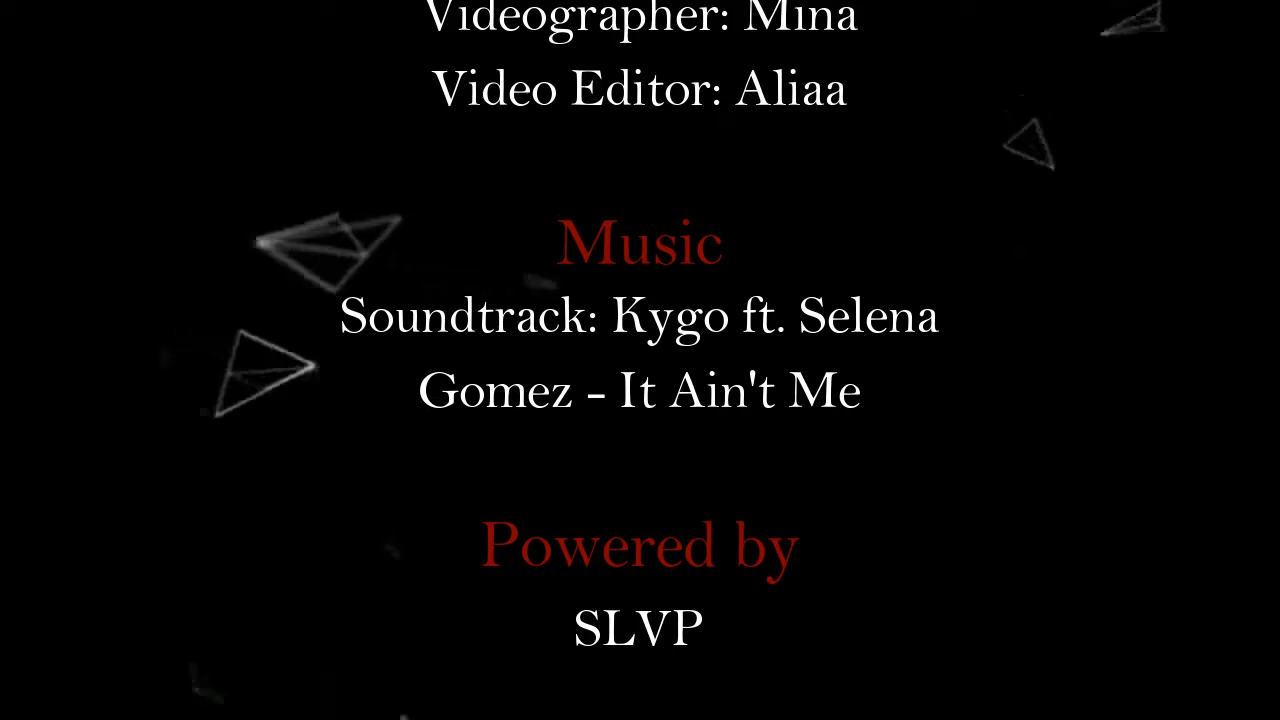 Videographer: Mina
Video Editor: Aliaa
Music
Soundtrack: Kygo ft. Selena
Gomez - It Ain't Me
Powered by
SLVP